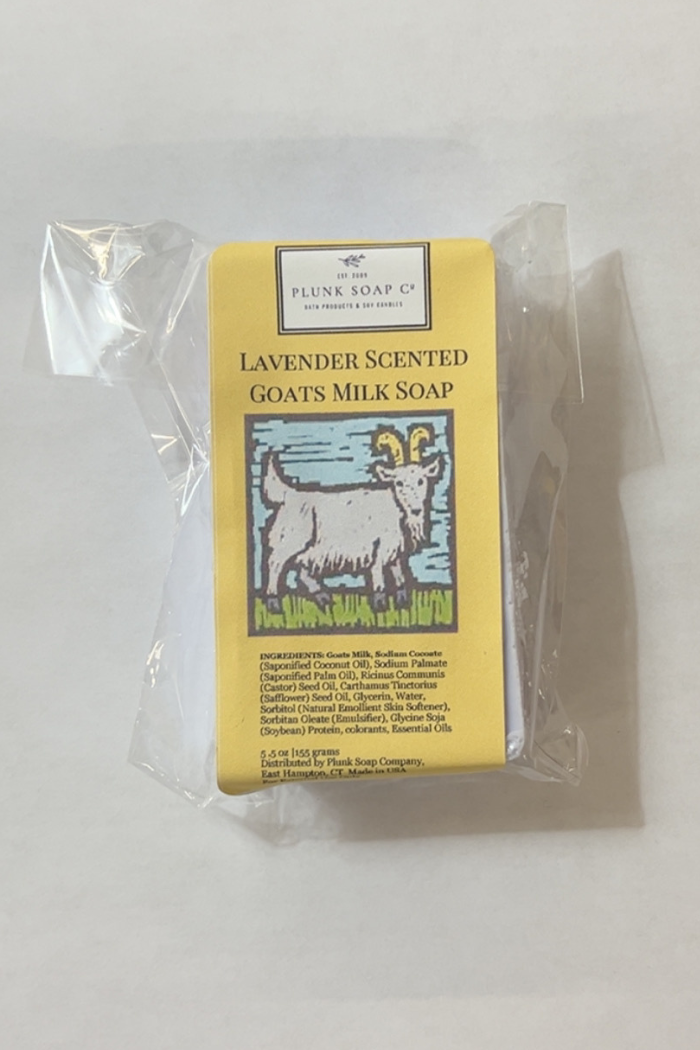 EST 2009
PLUNK SOAP Cº
BATH PRODUCTS & SOY CANDLES
LAVENDER SCENTED
GOATS MILK SOAP
INGREDIENTS: Goats Milk, Sodium Cocoate
(Saponified Coconut Oil), Sodium Palmate
(Saponified Palm Oil), Ricinus Communis
(Castor) Seed Oil, Carthamus Tinctorius
(Safflower) Seed Oil, Glycerin, Water,
Sorbitol (Natural Emollient Skin Softener),
Sorbitan Oleate (Emulsifier), Glycine Soja
(Soybean) Protein, colorants, Essential Oils
5 .5 oz |155 grams
Distributed by Plunk Soap Company,
East Hampton, CT Made in USA